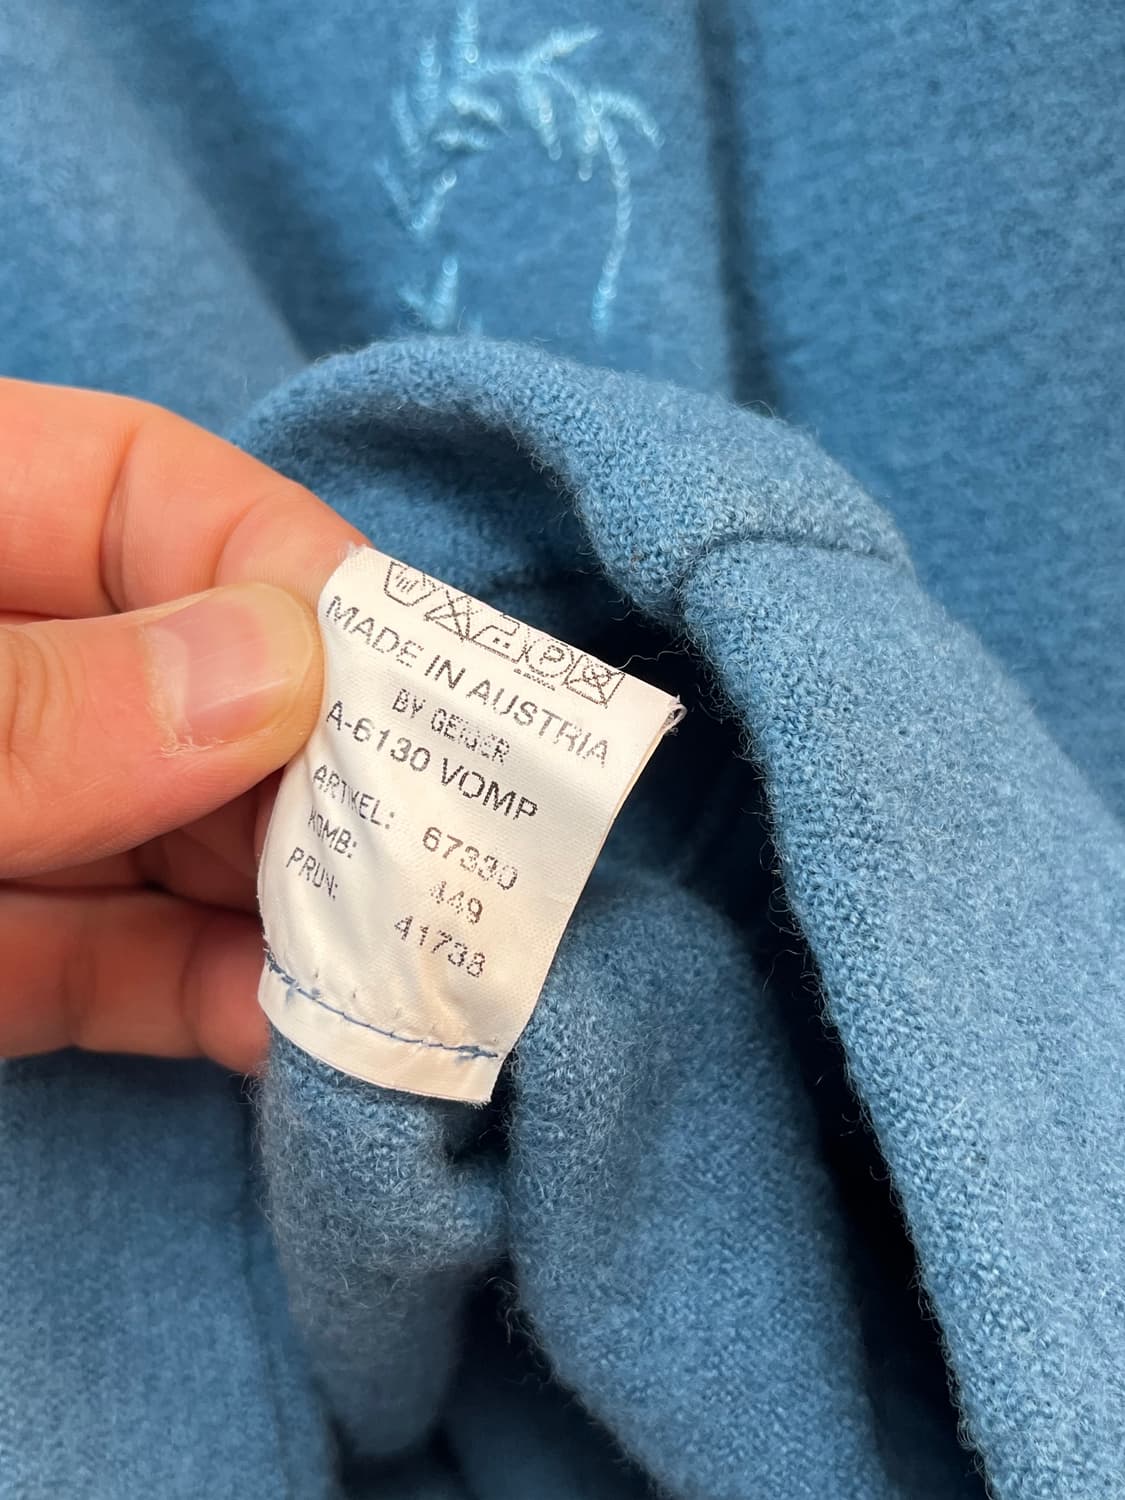 MADE IN AUSTRIA
BY GEIGER
A-6130 VOMP
ARTIKEL: 67330
KOMB: 449
PRUN: 41738